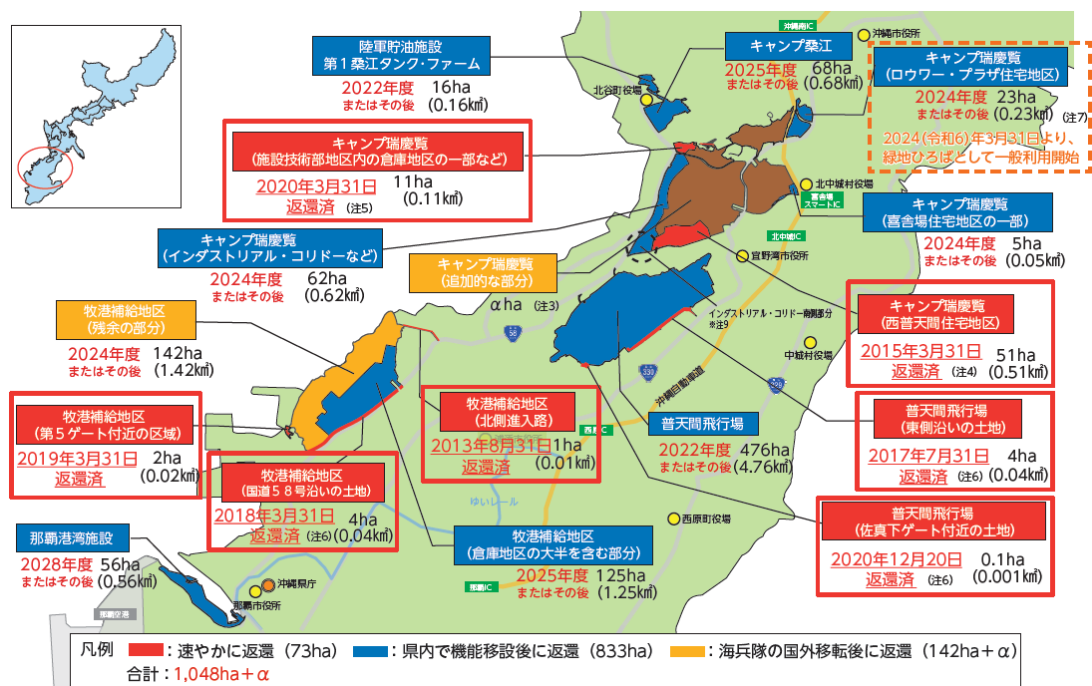 陸軍貯油施設
第1桑江タンク・ファーム
2022年度
またはその後
16ha
(0.16㎢)
キャンプ桑江
2025年度
またはその後
68ha
(0.68㎢)
沖縄南IC
沖縄市役所
北谷町役場
キャンプ瑞慶覧
(ロウワー・プラザ住宅地区)
2024年度
またはその後
23ha
(0.23㎢)
(注7)
2024(令和6)年3月31日より、
緑地ひろばとして一般利用開始
キャンプ瑞慶覧
(施設技術部地区内の倉庫地区の一部など)
2020年3月31日
返還済 (注5)
11ha
(0.11㎢)
北中城村役場
喜舎場
スマートIC
キャンプ瑞慶覧
(喜舎場住宅地区の一部)
2024年度
またはその後
5ha
(0.05㎢)
キャンプ瑞慶覧
(インダストリアル・コリドーなど)
2024年度
またはその後
62ha
(0.62㎢)
キャンプ瑞慶覧
(追加的な部分)
αha (注3)
北中城IC
宜野湾市役所
インダストリアル・コリドー南側部分
※注9
キャンプ瑞慶覧
(西普天間住宅地区)
2015年3月31日
返還済 (注4)
51ha
(0.51㎢)
牧港補給地区
(残余の部分)
2024年度
またはその後
142ha
(1.42㎢)
58
330
329
中城村役場
沖縄自動車道
牧港補給地区
(第5ゲート付近の区域)
2019年3月31日
返還済
2ha
(0.02㎢)
牧港補給地区
(北側進入路)
2013年8月31日
返還済
1ha
(0.01㎢)
西原IC
普天間飛行場
2022年度
またはその後
476ha
(4.76㎢)
普天間飛行場
(東側沿いの土地)
2017年7月31日
返還済 (注6)
4ha
(0.04㎢)
牧港補給地区
(国道58号沿いの土地)
2018年3月31日
返還済 (注6)
4ha
(0.04㎢)
ゆいレール
西原町役場
普天間飛行場
(佐真下ゲート付近の土地)
2020年12月20日
返還済 (注6)
0.1ha
(0.001㎢)
那覇港湾施設
2028年度
またはその後
56ha
(0.56㎢)
牧港補給地区
(倉庫地区の大半を含む部分)
2025年度
またはその後
125ha
(1.25㎢)
那覇IC
沖縄県庁
那覇市役所
那覇空港
凡例 :速やかに返還(73ha) :県内で機能移設後に返還(833ha) :海兵隊の国外移転後に返還(142ha+α)
合計:1,048ha+α